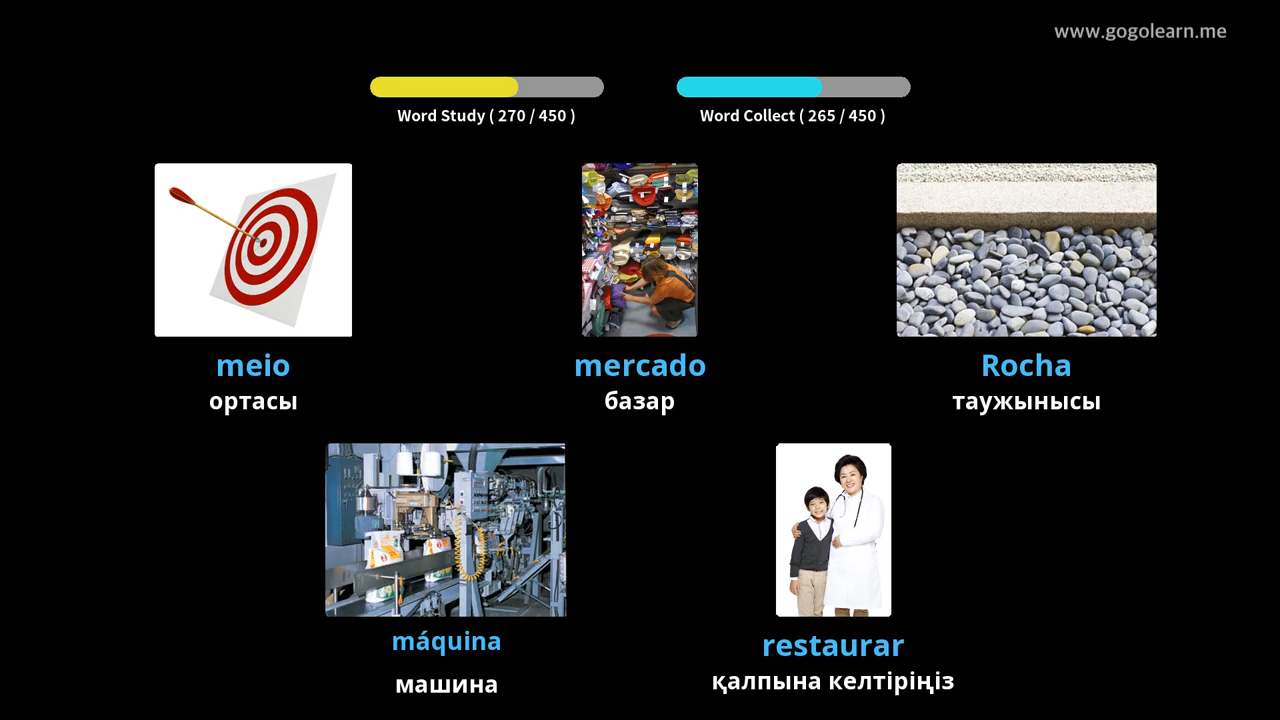 www.gogolearn.me
Word Study ( 270 / 450 )
Word Collect ( 265 / 450 )
meio
ортасы
mercado
базар
Rocha
таужынысы
máquina
машина
restaurar
қалпына келтіріңіз